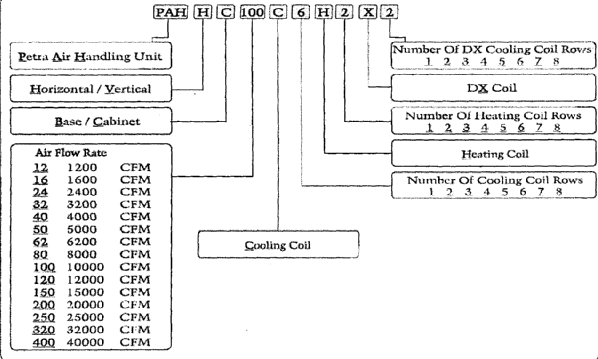 PAH H C 100 C 6 H 2 X 2
Petra Air Handling Unit
Horizontal / Vertical
Base / Cabinet
Air Flow Rate
12 1200 CFM
16 1600 CFM
24 2400 CFM
32 3200 CFM
40 4000 CFM
50 5000 CFM
62 6200 CFM
80 8000 CFM
100 10000 CFM
120 12000 CFM
150 15000 CFM
200 20000 CFM
250 25000 CFM
320 32000 CFM
400 40000 CFM
Cooling Coil
Number Of DX Cooling Coil Rows
1 2 3 4 5 6 7 8
DX Coil
Number Of Heating Coil Rows
1 2 3 4 5 6 7 8
Heating Coil
Number Of Cooling Coil Rows
1 2 3 4 5 6 7 8